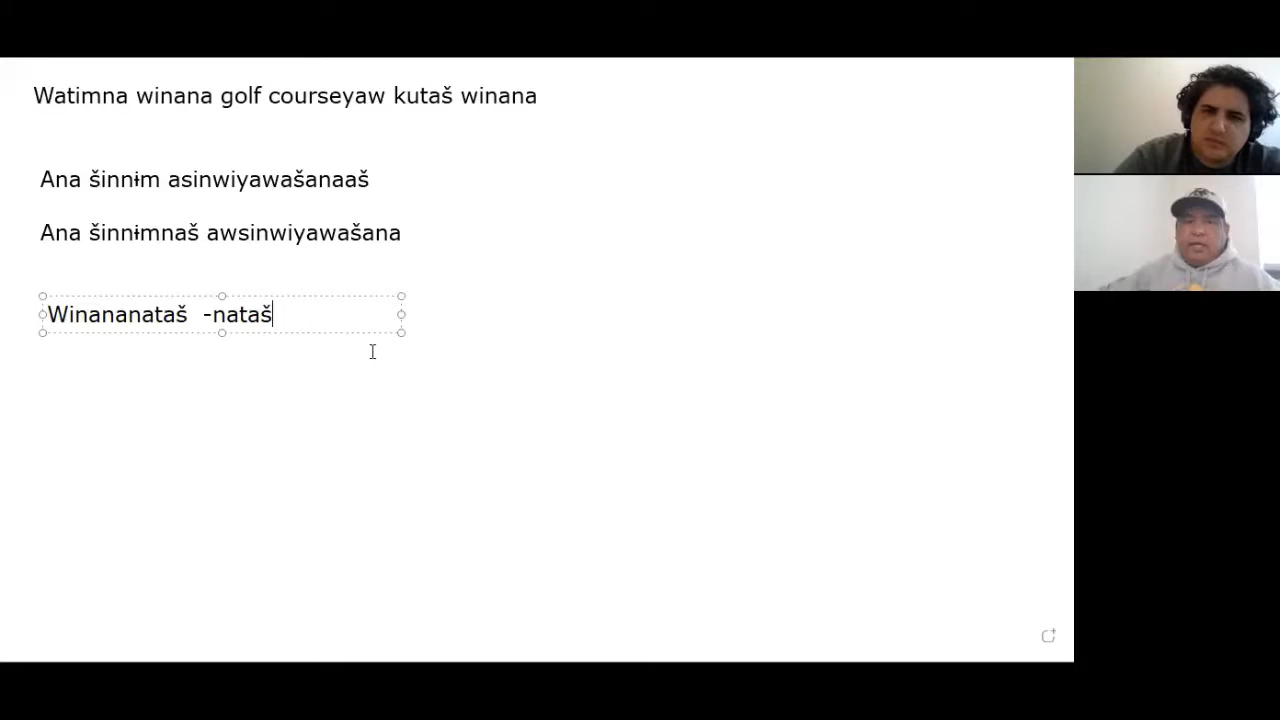 Watimna winana golf courseyaw kutaš winana
Ana šinnɨm asinwiyawašanaaš
Ana šinnɨmnaš awsinwiyawašana
Winananataš -nataš